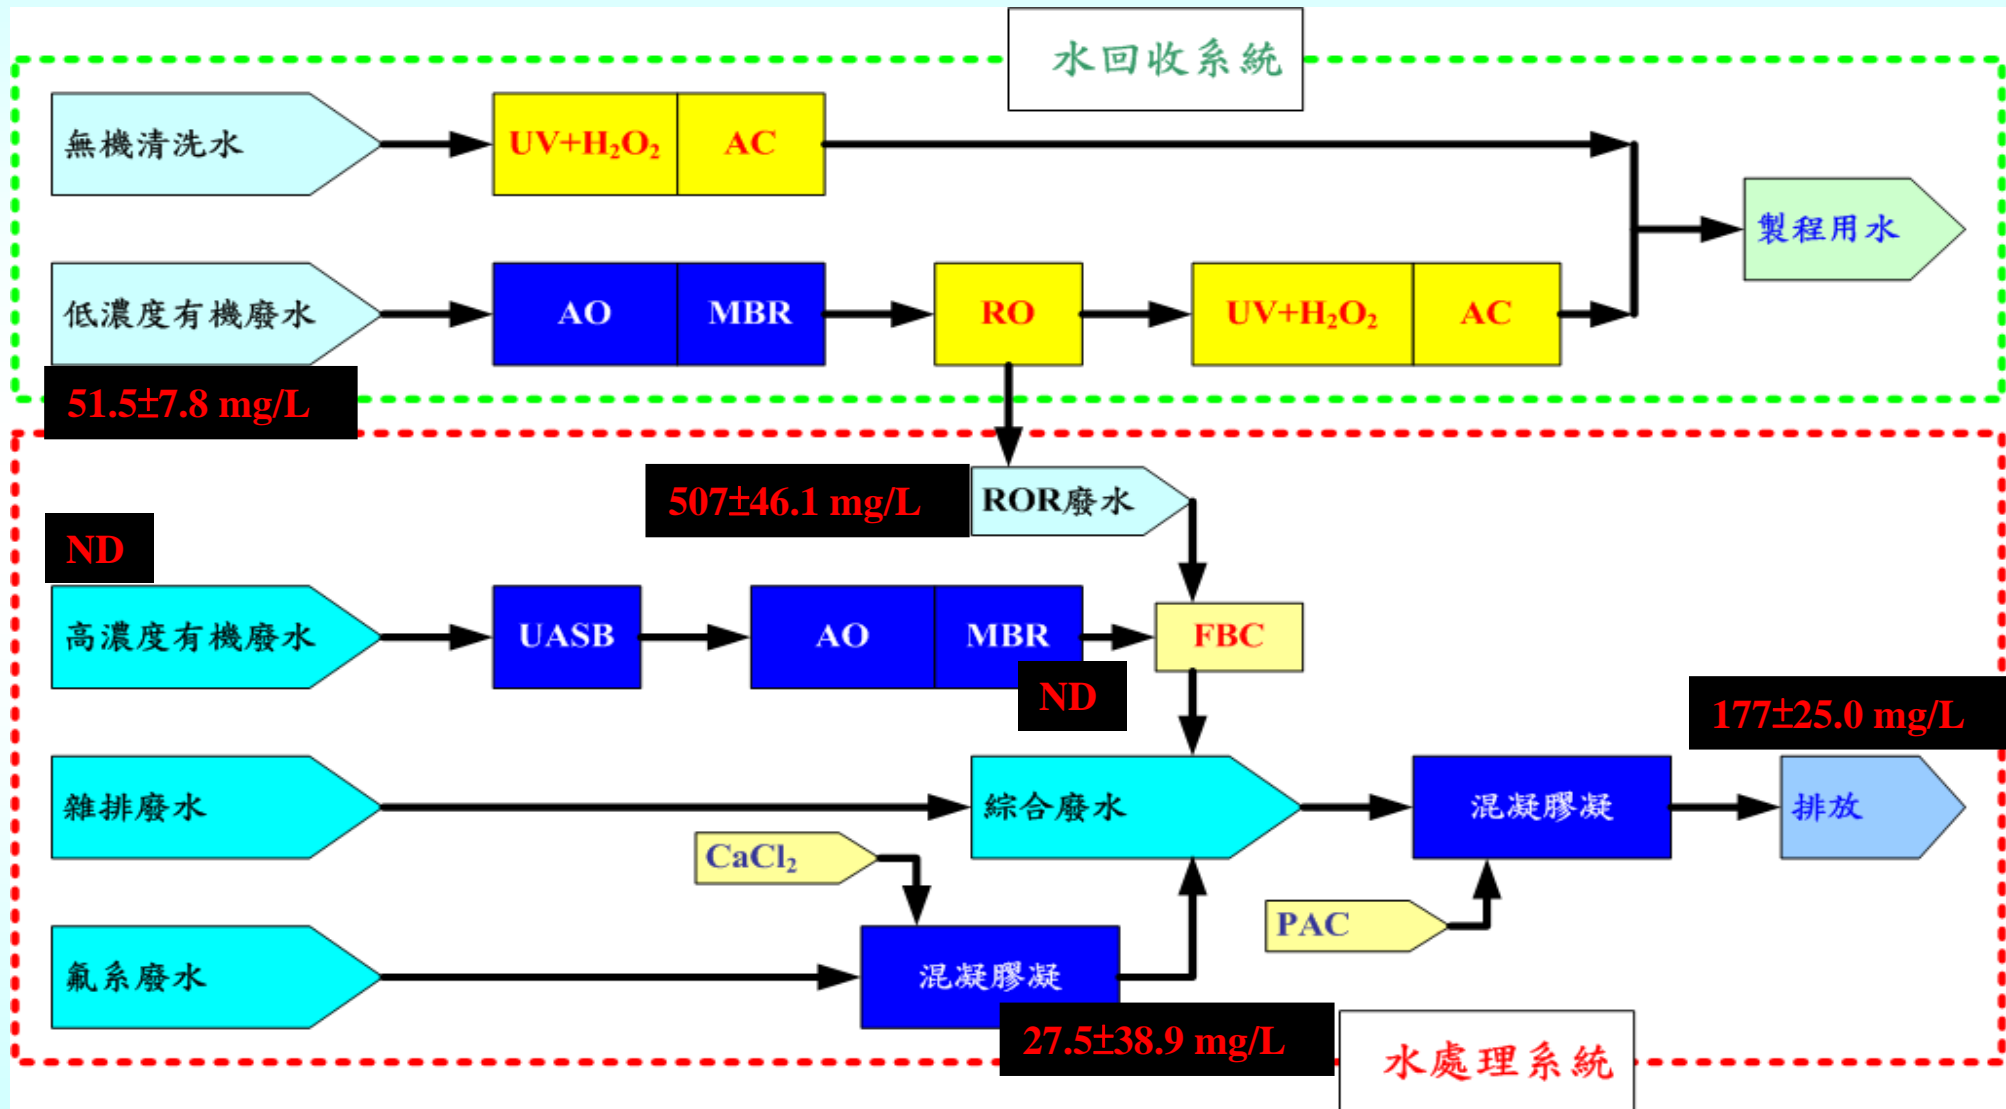 水回收系統
無機清洗水
UV+H₂O₂
AC
製程用水
低濃度有機廢水
AO
MBR
RO
UV+H₂O₂
AC
51.5±7.8 mg/L
507±46.1 mg/L
ROR廢水
ND
高濃度有機廢水
UASB
AO
MBR
FBC
ND
177±25.0 mg/L
雜排廢水
綜合廢水
混凝膠凝
排放
CaCl₂
PAC
氟系廢水
混凝膠凝
27.5±38.9 mg/L
水處理系統